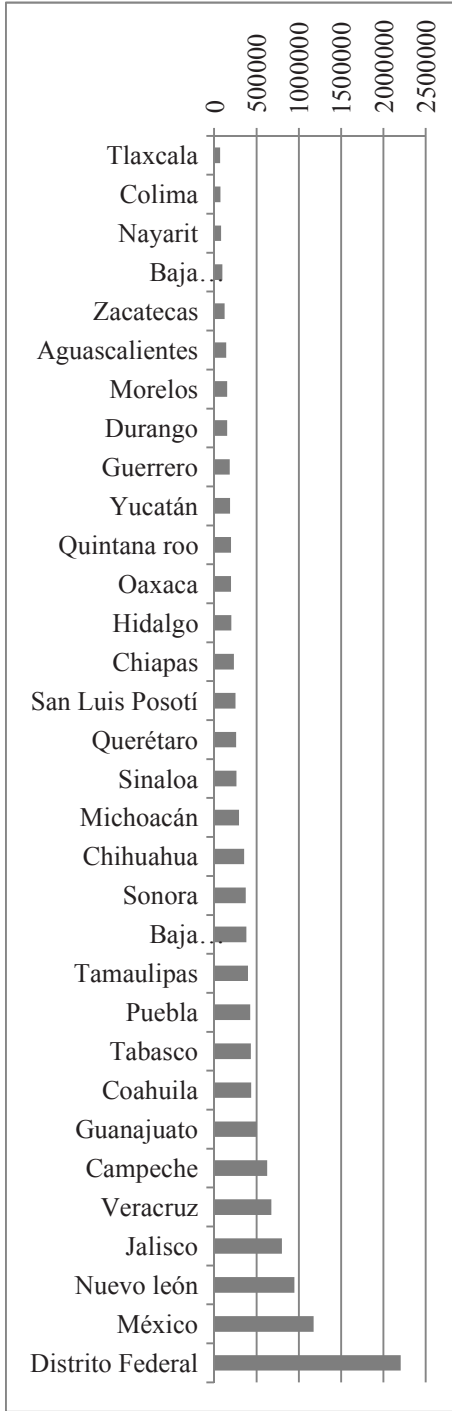 0
500000
1000000
1500000
2000000
2500000
Tlaxcala
Colima
Nayarit
Baja…
Zacatecas
Aguascalientes
Morelos
Durango
Guerrero
Yucatán
Quintana roo
Oaxaca
Hidalgo
Chiapas
San Luis Posotí
Querétaro
Sinaloa
Michoacán
Chihuahua
Sonora
Baja…
Tamaulipas
Puebla
Tabasco
Coahuila
Guanajuato
Campeche
Veracruz
Jalisco
Nuevo león
México
Distrito Federal